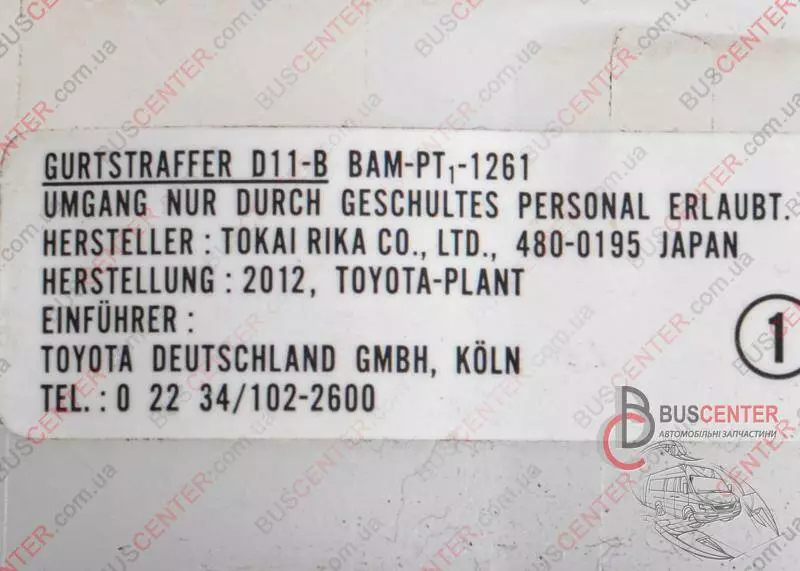 GURTSTRAFFER D11-B BAM-PT₁-1261
UMGANG NUR DURCH GESCHULTES PERSONAL ERLAUBT.
HERSTELLER : TOKAI RIKA CO., LTD., 480-0195 JAPAN
HERSTELLUNG : 2012, TOYOTA-PLANT
EINFÜHRER :
TOYOTA DEUTSCHLAND GMBH, KÖLN
TEL. : 0 22 34/102-2600
1
BUSCENTER
АВТОМОБІЛЬНІ ЗАПЧАСТИНИ
BUSCENTER.com.ua